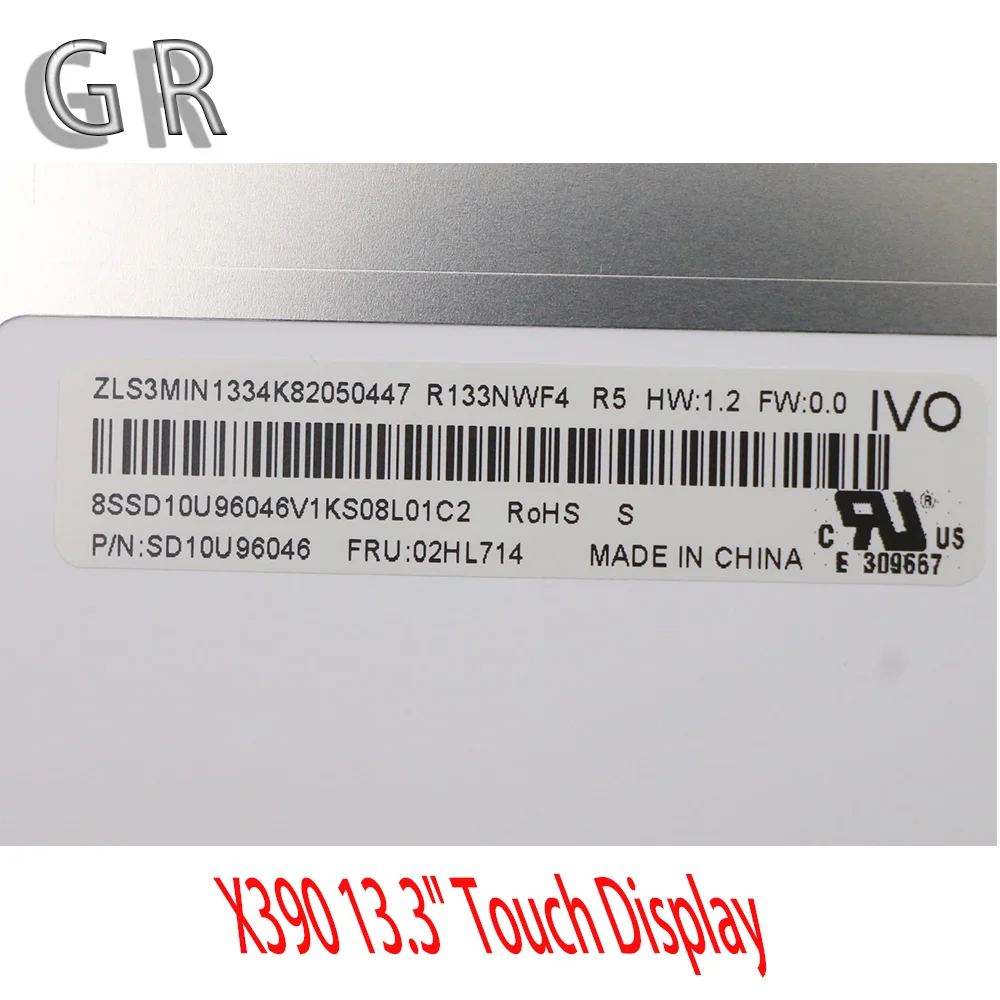 GR
ZLS3MIN1334K82050447 R133NWF4 R5 HW:1.2 FW:0.0 IVO
8SSD10U96046V1KS08L01C2 RoHS S
P/N:SD10U96046 FRU:02HL714 MADE IN CHINA
C RU ® US
E 309667
X390 13.3" Touch Display